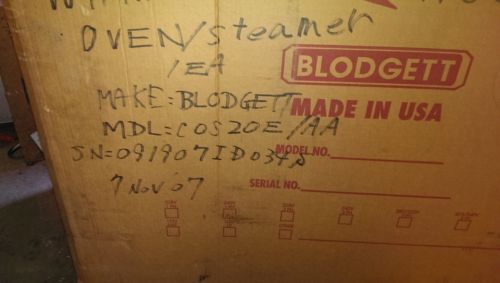 OVEN/steamer
1EA
BLODGETT
MAKE=BLODGETT
MADE IN USA
MDL=COS20E/AA
MODEL NO.
SN=091907ID034A
7 NOV '07
SERIAL NO.